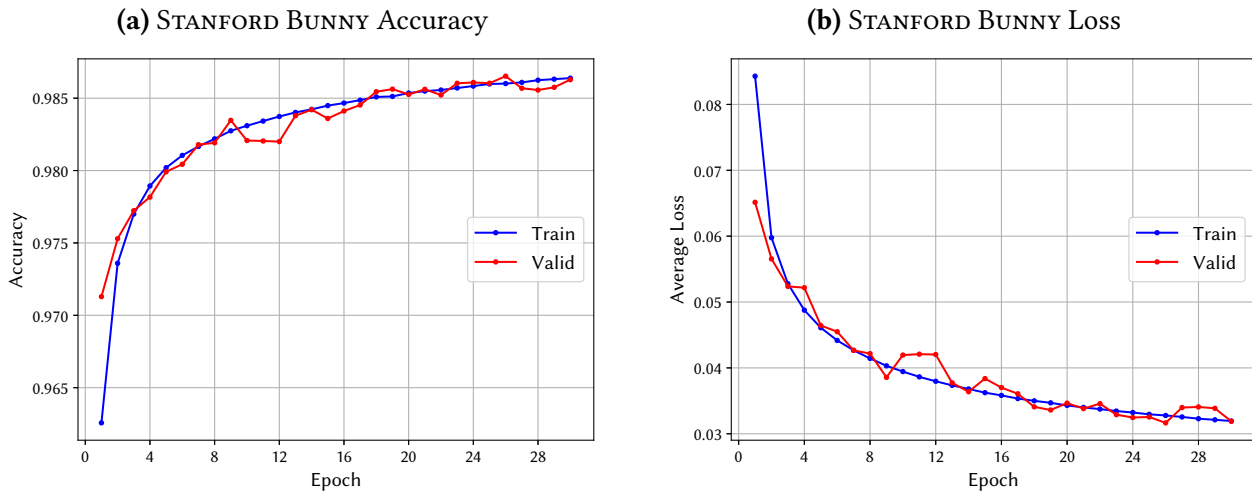 (a) STANFORD BUNNY Accuracy
0.985
0.980
0.975
0.970
0.965
Accuracy
Train
Valid
0 4 8 12 16 20 24 28
Epoch
(b) STANFORD BUNNY Loss
0.08
0.07
0.06
0.05
0.04
0.03
Average Loss
Train
Valid
0 4 8 12 16 20 24 28
Epoch